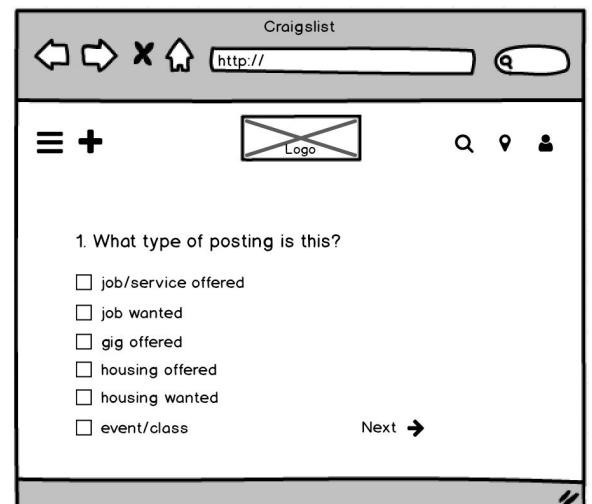 Craigslist
http://
Logo
1. What type of posting is this?
job/service offered
job wanted
gig offered
housing offered
housing wanted
event/class
Next